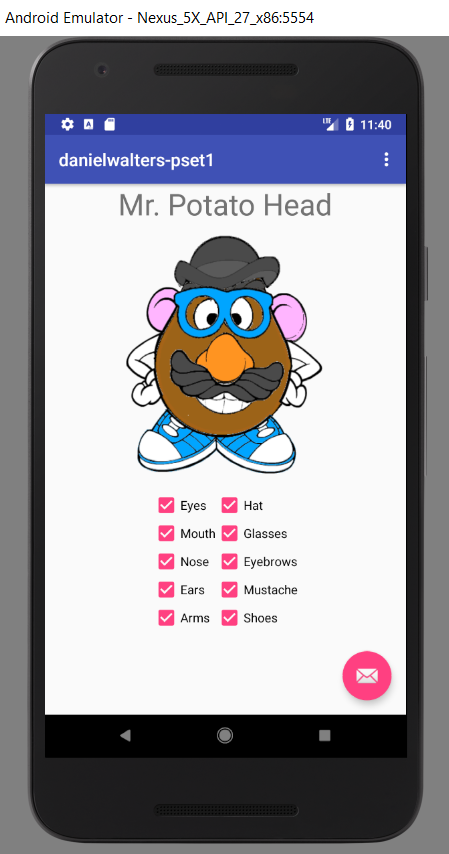 Android Emulator - Nexus_5X_API_27_x86:5554
LTE 11:40
danielwalters-pset1
Mr. Potato Head
Eyes Hat
Mouth Glasses
Nose Eyebrows
Ears Mustache
Arms Shoes